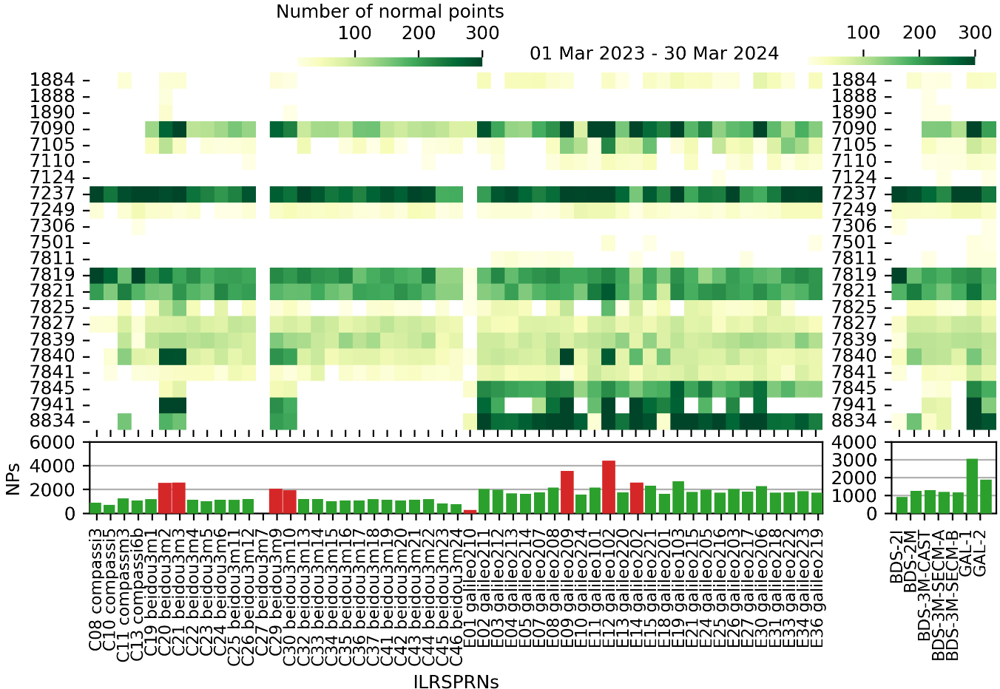 Number of normal points
100 200 300
01 Mar 2023 - 30 Mar 2024
100 200 300
1884
1888
1890
7090
7105
7110
7124
7237
7249
7306
7501
7811
7819
7821
7825
7827
7839
7840
7841
7845
7941
8834
1884
1888
1890
7090
7105
7110
7124
7237
7249
7306
7501
7811
7819
7821
7825
7827
7839
7840
7841
7845
7941
8834
NPs
6000
4000
2000
0
4000
3000
2000
1000
0
C08 compassi3
C10 compassi5
C11 compassm3
C13 compassi6b
C19 beidou3m1
C20 beidou3m2
C21 beidou3m3
C22 beidou3m4
C23 beidou3m5
C24 beidou3m6
C25 beidou3m11
C26 beidou3m12
C27 beidou3m7
C29 beidou3m9
C30 beidou3m10
C32 beidou3m13
C33 beidou3m14
C34 beidou3m15
C35 beidou3m16
C36 beidou3m17
C37 beidou3m18
C41 beidou3m19
C42 beidou3m20
C43 beidou3m21
C44 beidou3m22
C45 beidou3m23
C46 beidou3m24
E01 galileo210
E02 galileo211
E03 galileo212
E04 galileo213
E05 galileo214
E07 galileo207
E08 galileo208
E09 galileo209
E10 galileo224
E11 galileo101
E12 galileo102
E13 galileo220
E14 galileo202
E15 galileo221
E18 galileo201
E19 galileo103
E21 galileo215
E24 galileo205
E25 galileo216
E26 galileo203
E27 galileo217
E30 galileo206
E31 galileo218
E33 galileo222
E34 galileo223
E36 galileo219
BDS-2I
BDS-2M
BDS-3M-CAST
BDS-3M-SECM-A
BDS-3M-SECM-B
GAL-1
GAL-2
ILRSPRNs